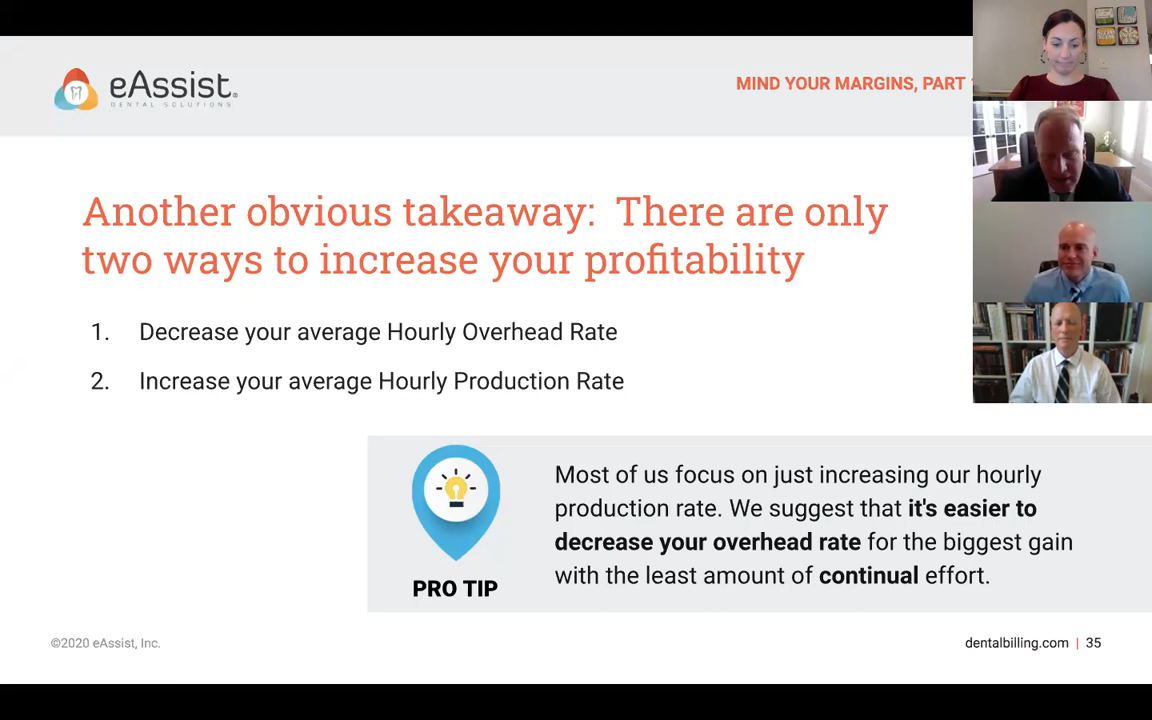 eAssist
DENTAL SOLUTIONS
MIND YOUR MARGINS, PART
Another obvious takeaway: There are only
two ways to increase your profitability
1. Decrease your average Hourly Overhead Rate
2. Increase your average Hourly Production Rate
Most of us focus on just increasing our hourly
production rate. We suggest that it's easier to
decrease your overhead rate for the biggest gain
with the least amount of continual effort.
PRO TIP
©2020 eAssist, Inc.
dentalbilling.com | 35